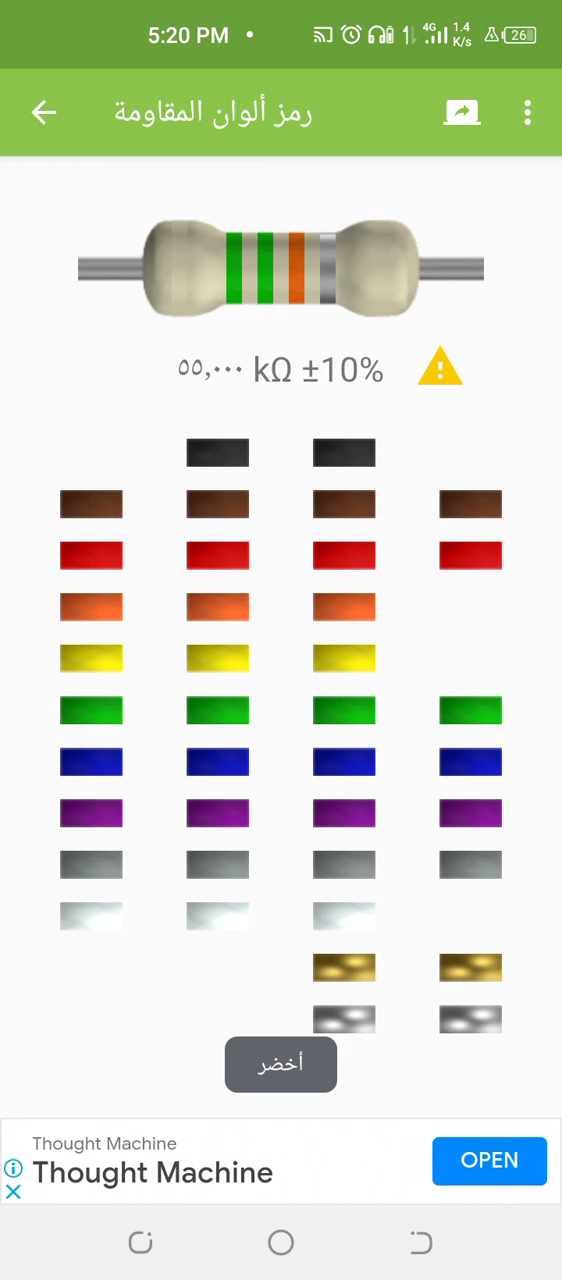 5:20 PM •
4G 1.4 K/s 26
رمز ألوان المقاومة
٥٥,٠٠٠ kΩ ±10%
أخضر
Thought Machine
Thought Machine
OPEN